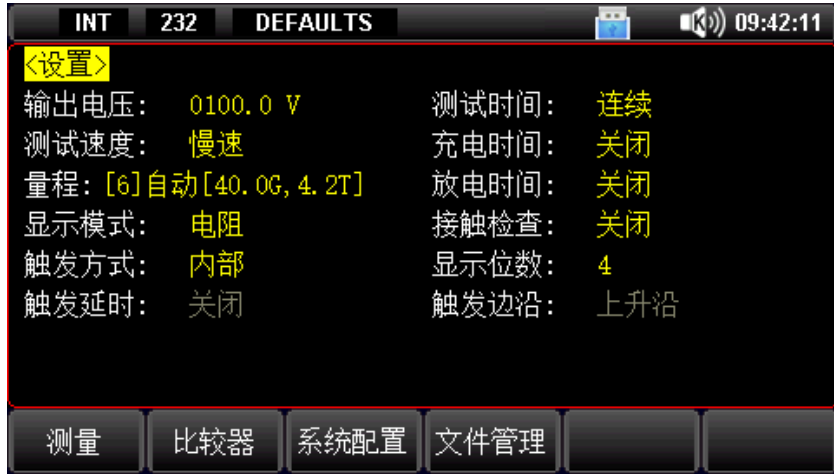 INT 232 DEFAULTS 09:42:11
<设置>
输出电压: 0100.0 V 测试时间: 连续
测试速度: 慢速 充电时间: 关闭
量程: [6]自动[40.0G, 4.2T] 放电时间: 关闭
显示模式: 电阻 接触检查: 关闭
触发方式: 内部 显示位数: 4
触发延时: 关闭 触发边沿: 上升沿
测量 比较器 系统配置 文件管理